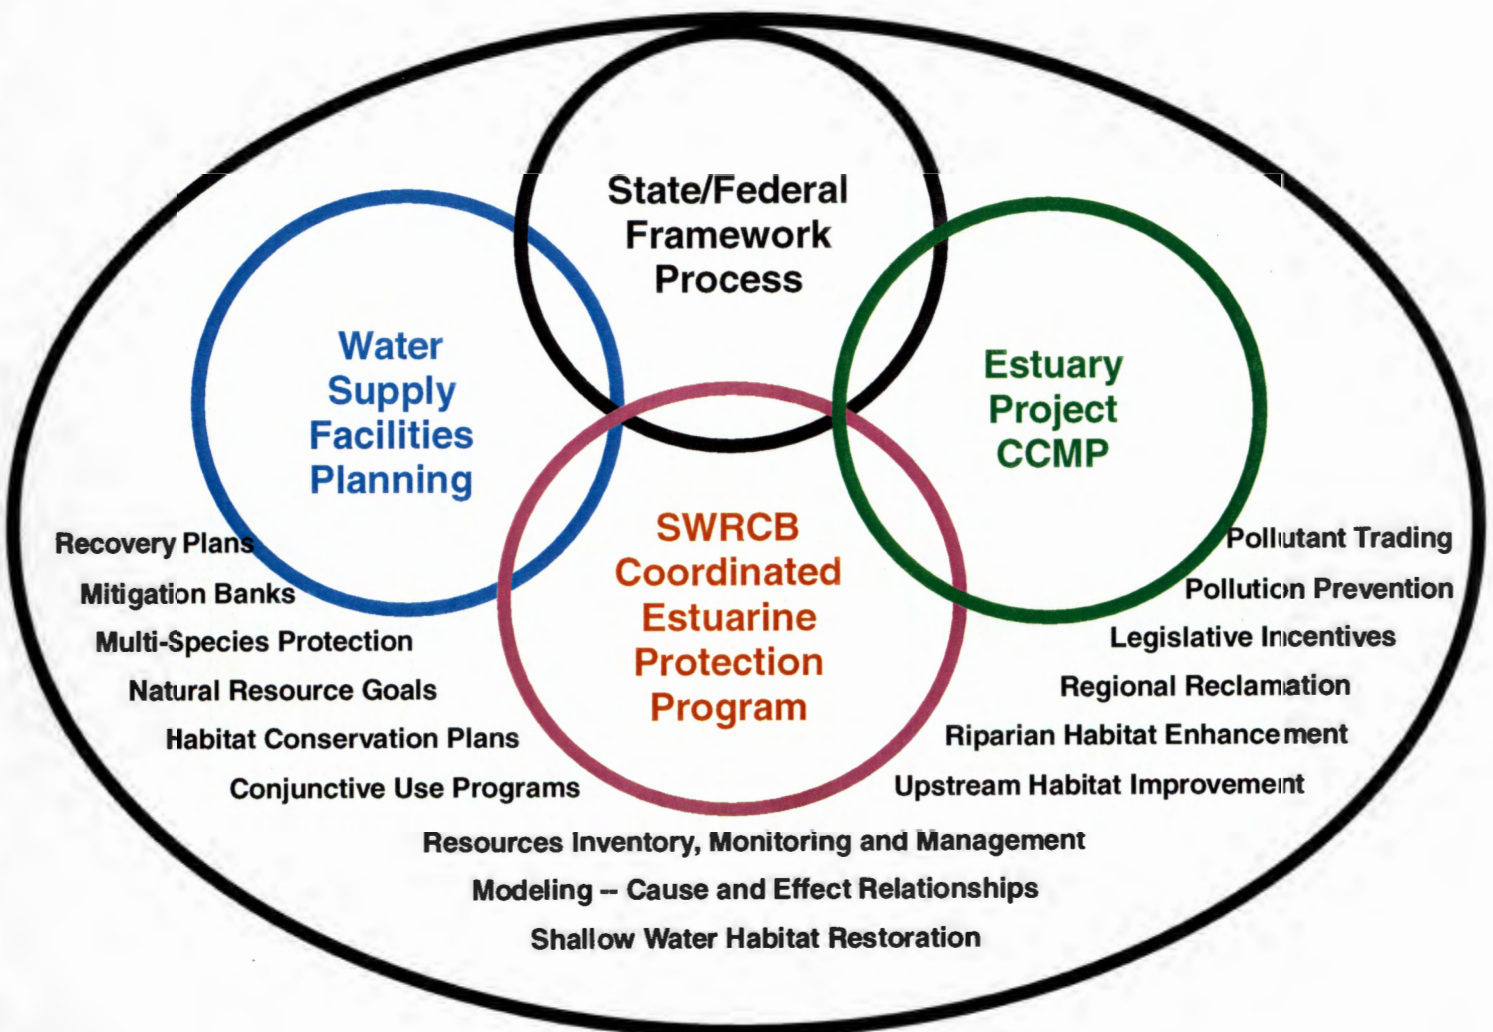 State/Federal
Framework
Process
Water
Supply
Facilities
Planning
Estuary
Project
CCMP
SWRCB
Coordinated
Estuarine
Protection
Program
Recovery Plans
Mitigation Banks
Multi-Species Protection
Natural Resource Goals
Habitat Conservation Plans
Conjunctive Use Programs
Pollutant Trading
Pollution Prevention
Legislative Incentives
Regional Reclamation
Riparian Habitat Enhancement
Upstream Habitat Improvement
Resources Inventory, Monitoring and Management
Modeling -- Cause and Effect Relationships
Shallow Water Habitat Restoration